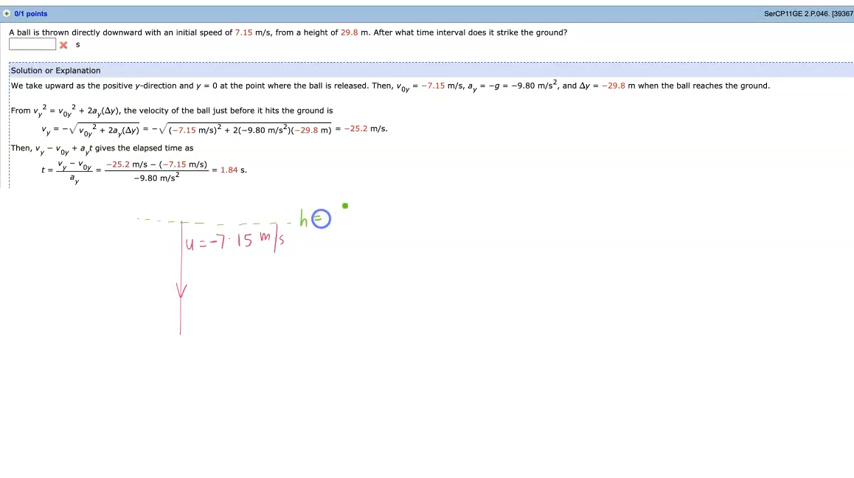 0/1 points
SerCP11GE 2.P.046. [39367
A ball is thrown directly downward with an initial speed of 7.15 m/s, from a height of 29.8 m. After what time interval does it strike the ground?
s
Solution or Explanation
We take upward as the positive y-direction and y = 0 at the point where the ball is released. Then, v0y = −7.15 m/s, ay = −g = −9.80 m/s², and Δy = −29.8 m when the ball reaches the ground.
From vy² = v0y² + 2ay(Δy), the velocity of the ball just before it hits the ground is
vy = −√(v0y² + 2ay(Δy)) = −√((−7.15 m/s)² + 2(−9.80 m/s²)(−29.8 m)) = −25.2 m/s.
Then, vy − v0y + ayt gives the elapsed time as
t = (vy − v0y)/ay = (−25.2 m/s − (−7.15 m/s))/(−9.80 m/s²) = 1.84 s.
h =
u = -7.15 m/s